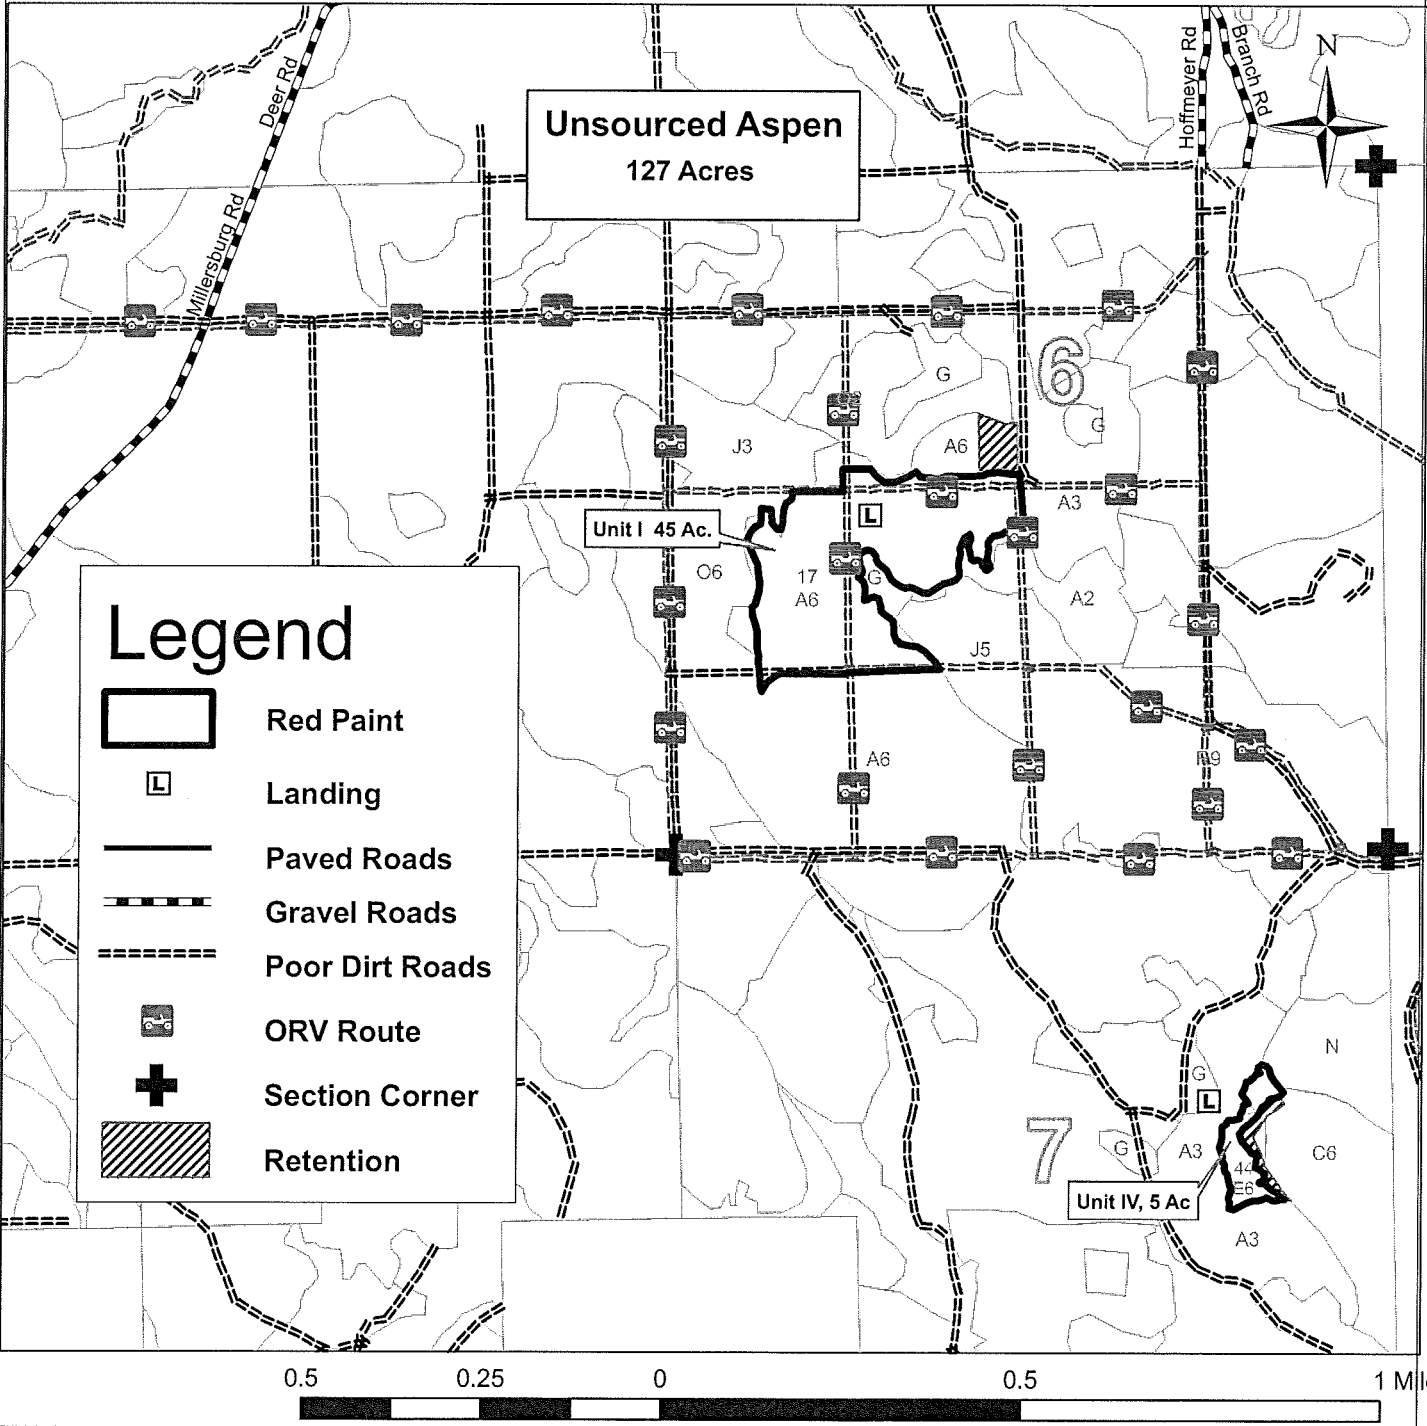 Deer Rd
Millersburg Rd
Hoffmeyer Rd
Branch Rd
N
Unsourced Aspen
127 Acres
6
G
G
J3
A6
A3
L
Unit I 45 Ac.
O6
17
A6
G
A2
J5
A6
Legend
Red Paint
L
Landing
Paved Roads
Gravel Roads
Poor Dirt Roads
ORV Route
Section Corner
Retention
N
G
L
7
G
A3
C6
44
E6
Unit IV, 5 Ac
A3
0.5
0.25
0
0.5